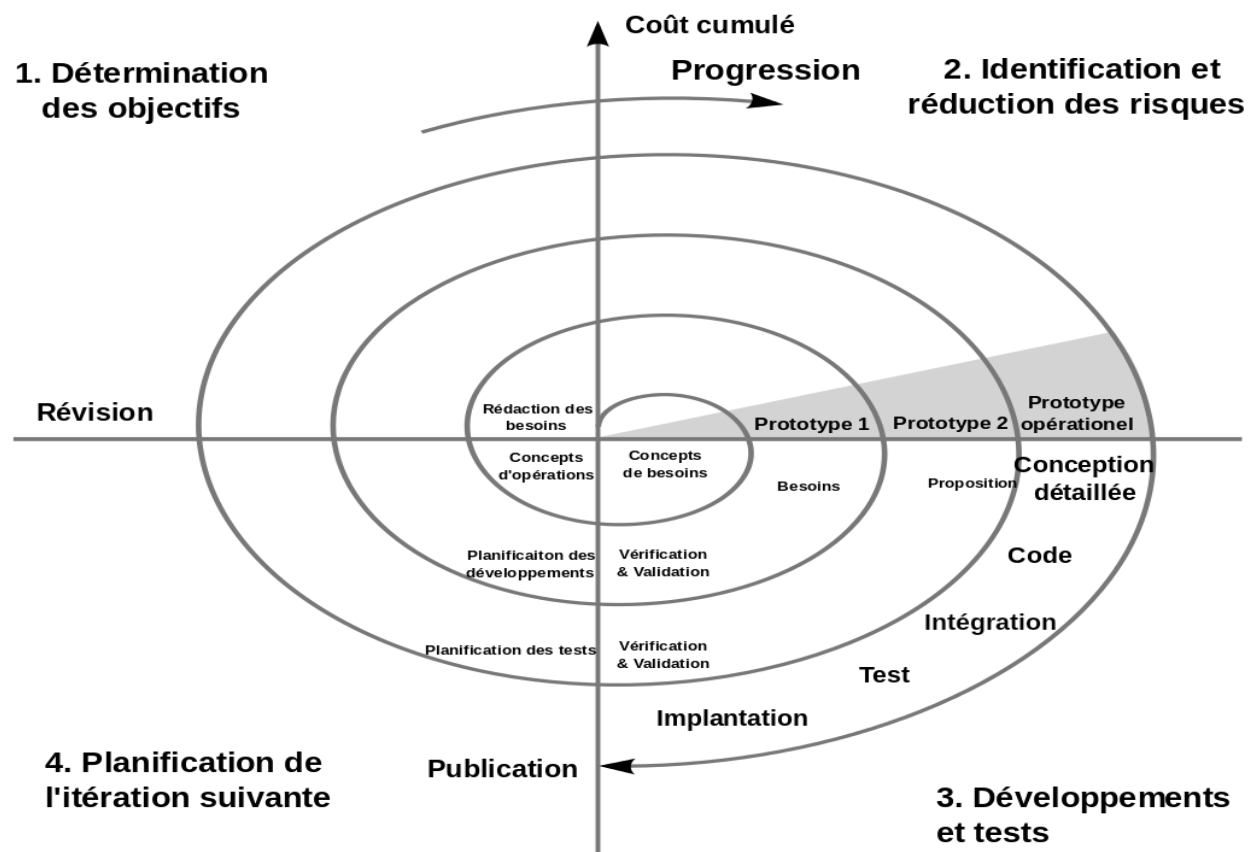 Coût cumulé
Progression
1. Détermination
des objectifs
2. Identification et
réduction des risques
Révision
Rédaction des
besoins
Prototype 1
Prototype 2
Prototype
opérationel
Concepts
d'opérations
Concepts
de besoins
Besoins
Proposition
Conception
détaillée
Planificaiton des
développements
Vérification
& Validation
Code
Intégration
Planification des tests
Vérification
& Validation
Test
Implantation
4. Planification de
l'itération suivante
Publication
3. Développements
et tests